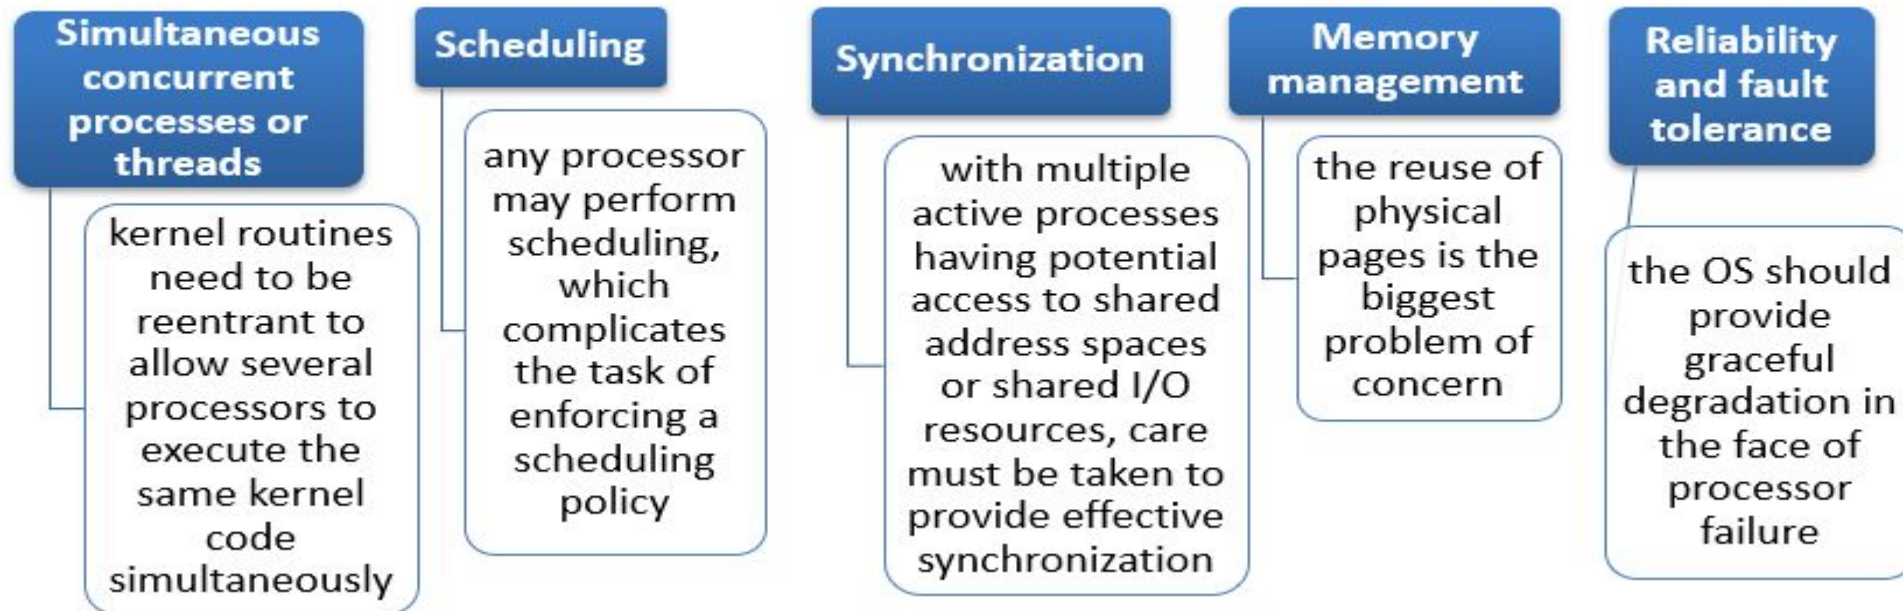 Simultaneous
concurrent
processes or
threads
kernel routines
need to be
reentrant to
allow several
processors to
execute the
same kernel
code
simultaneously
Scheduling
any processor
may perform
scheduling,
which
complicates
the task of
enforcing a
scheduling
policy
Synchronization
with multiple
active processes
having potential
access to shared
address spaces
or shared I/O
resources, care
must be taken to
provide effective
synchronization
Memory
management
the reuse of
physical
pages is the
biggest
problem of
concern
Reliability
and fault
tolerance
the OS should
provide
graceful
degradation in
the face of
processor
failure